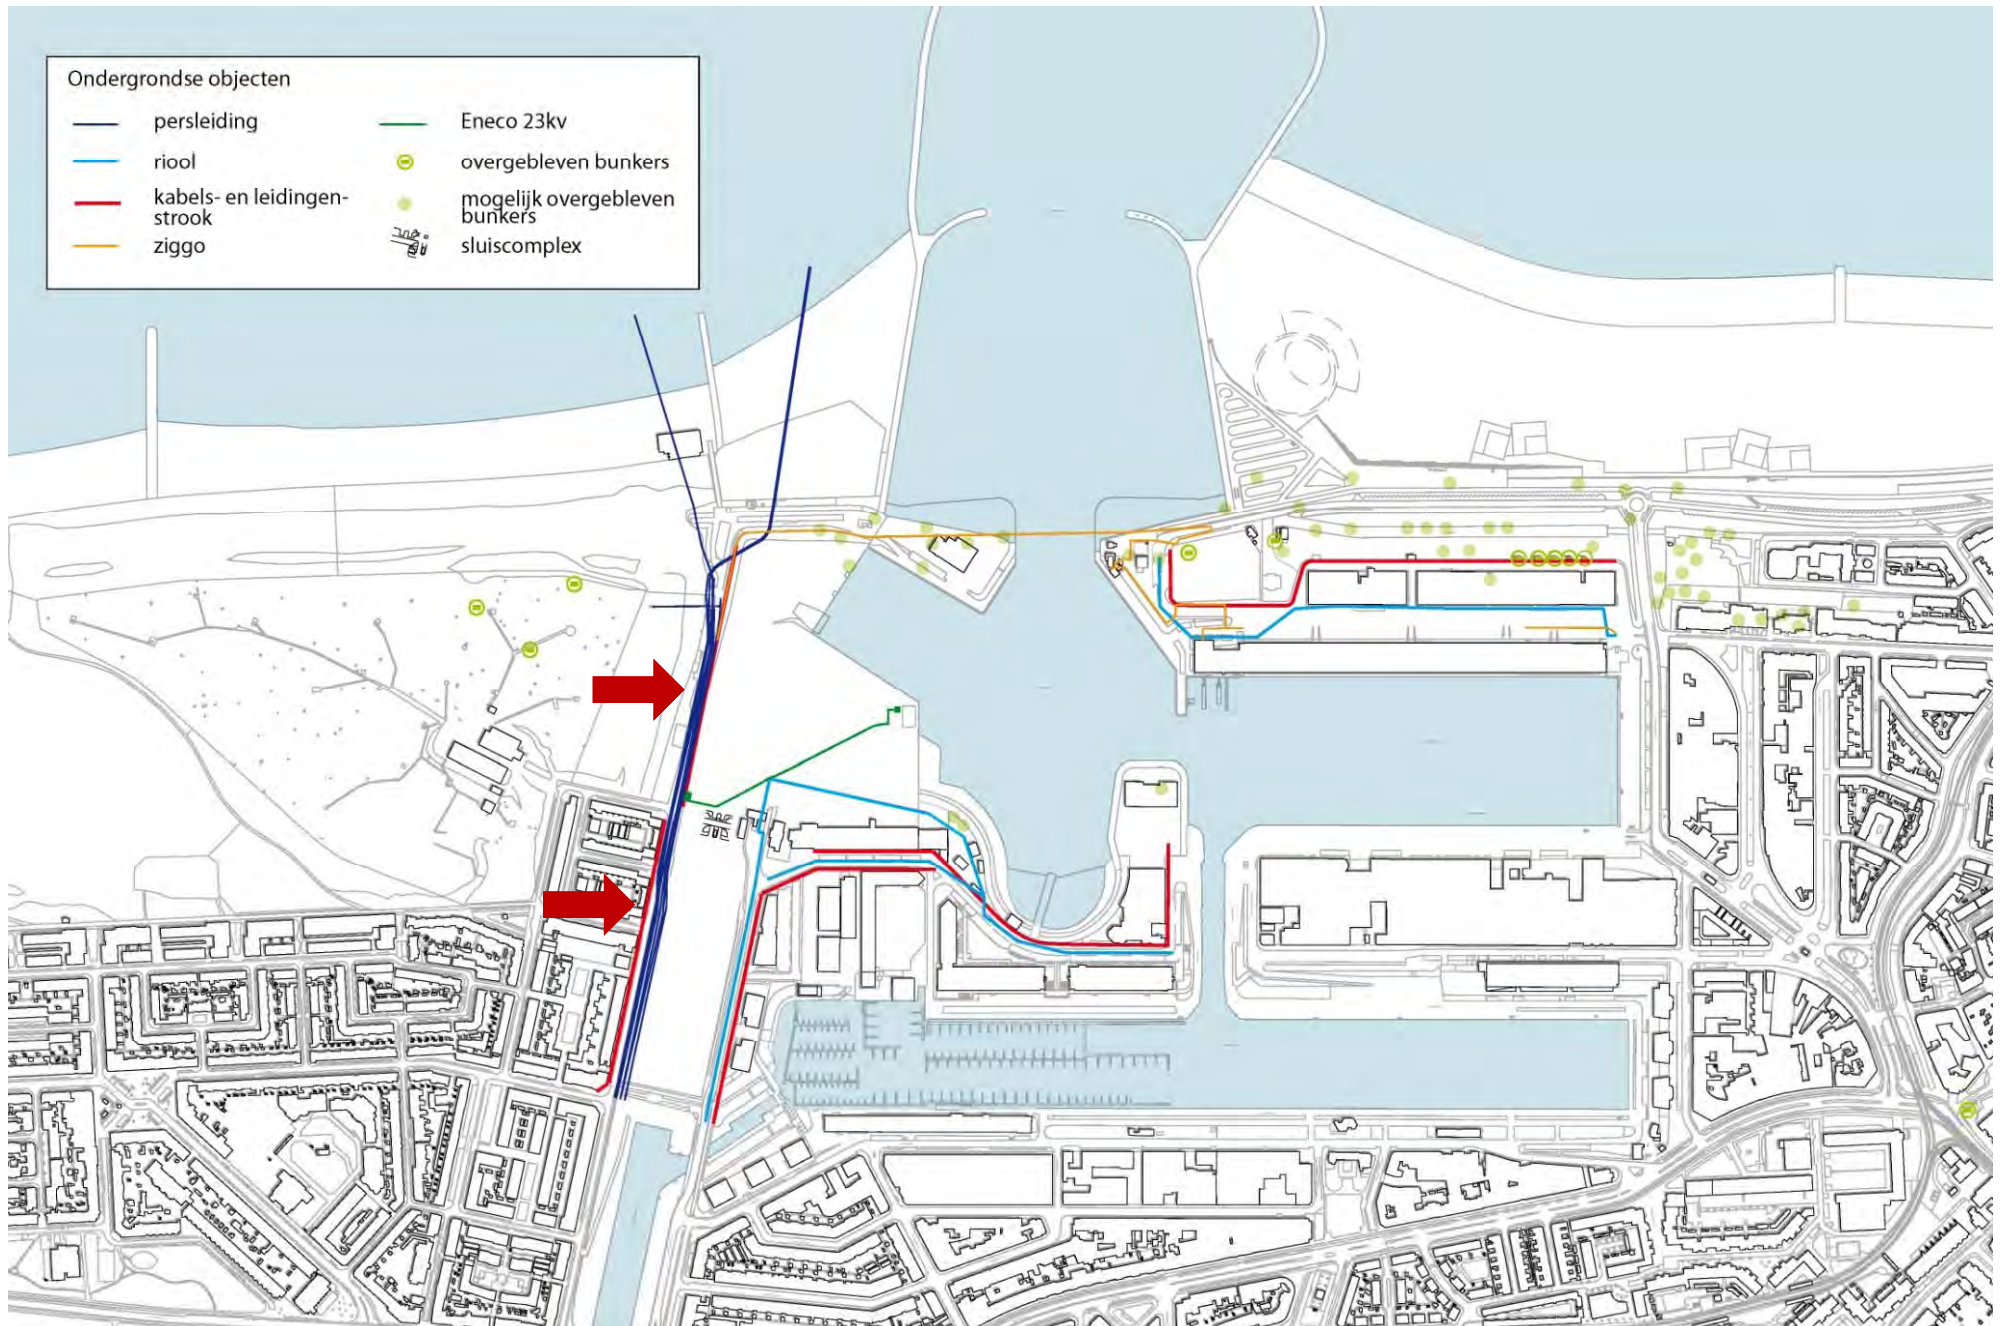 Ondergrondse objecten
persleiding
riool
kabels- en leidingen-
strook
ziggo
Eneco 23kv
overgebleven bunkers
mogelijk overgebleven
bunkers
sluiscomplex